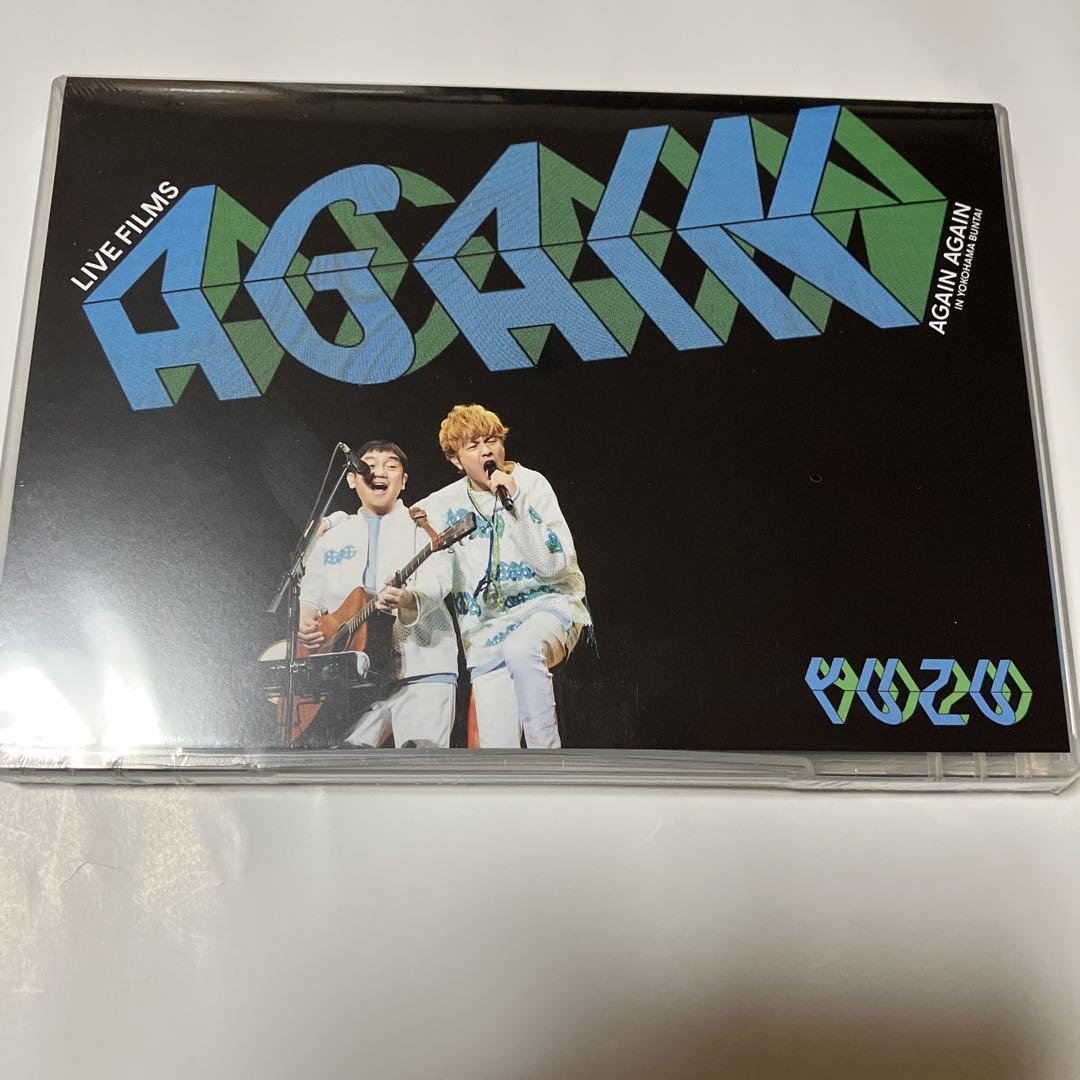 LIVE FILMS
AGAIN
AGAIN AGAIN
IN YOKOHAMA BUNTAI
YUZU